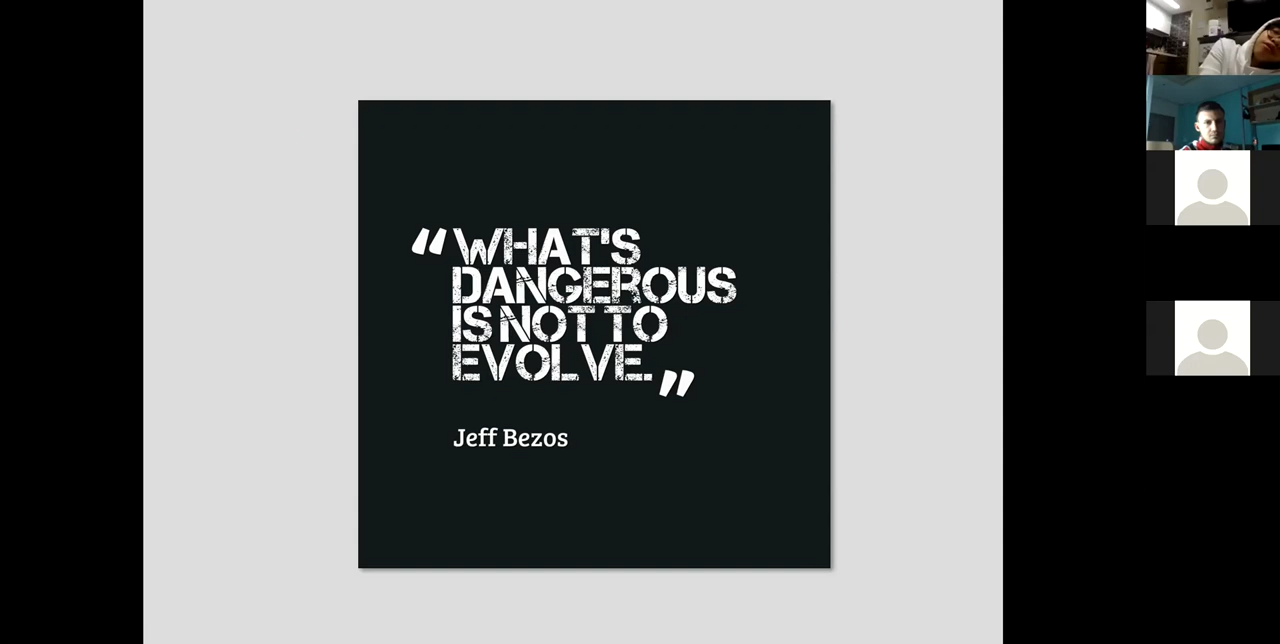 “WHAT'S
DANGEROUS
IS NOT TO
EVOLVE.”
Jeff Bezos